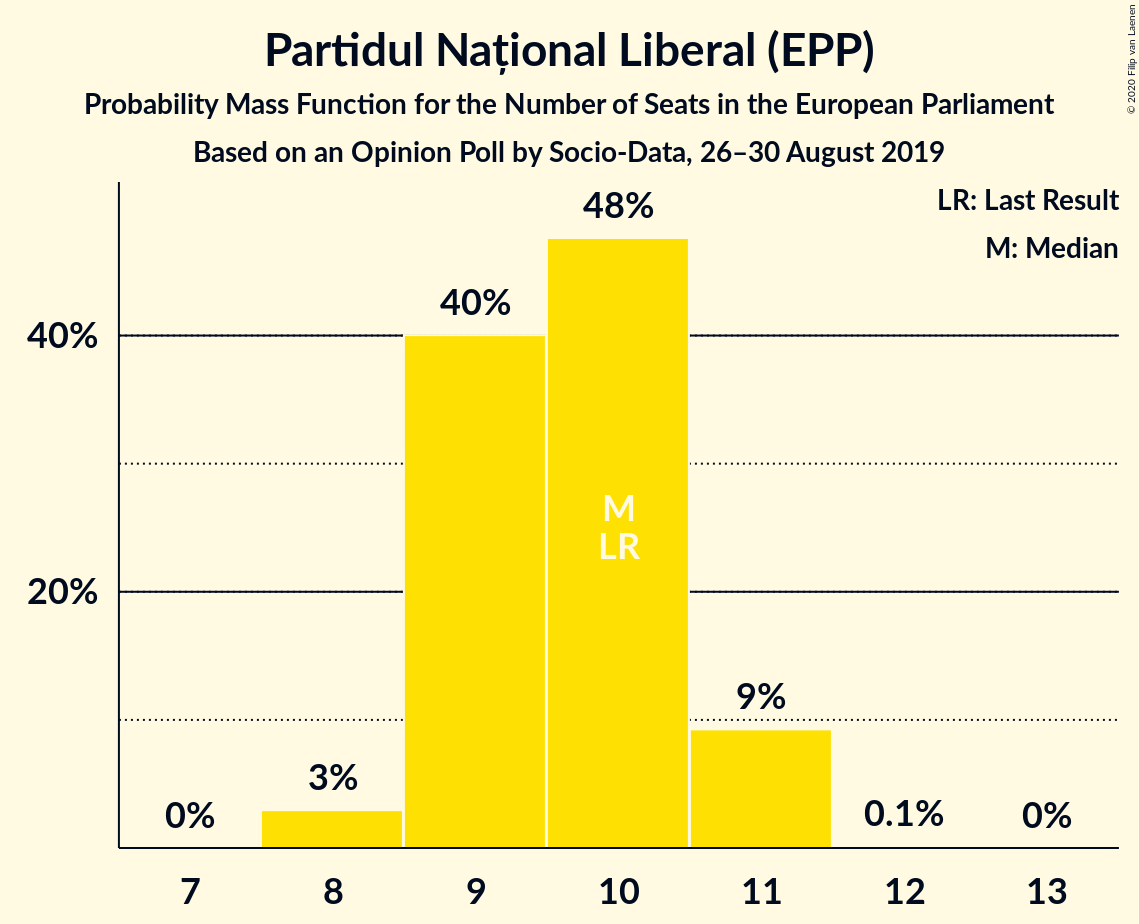 Partidul Național Liberal (EPP)
Probability Mass Function for the Number of Seats in the European Parliament
Based on an Opinion Poll by Socio-Data, 26–30 August 2019
© 2020 Filip van Laenen
LR: Last Result
M: Median
48%
40%
40%
M
LR
20%
9%
3%
0%
0.1%
0%
7 8 9 10 11 12 13